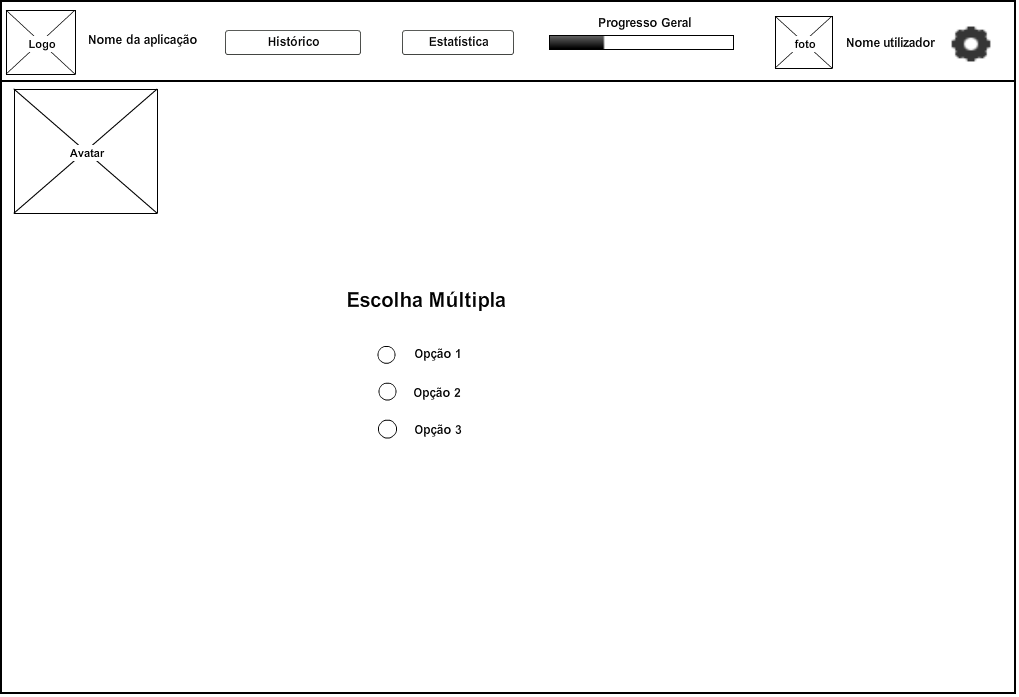 Logo
Nome da aplicação
Histórico
Estatistica
Progresso Geral
foto
Nome utilizador
Avatar
Escolha Múltipla
Opção 1
Opção 2
Opção 3